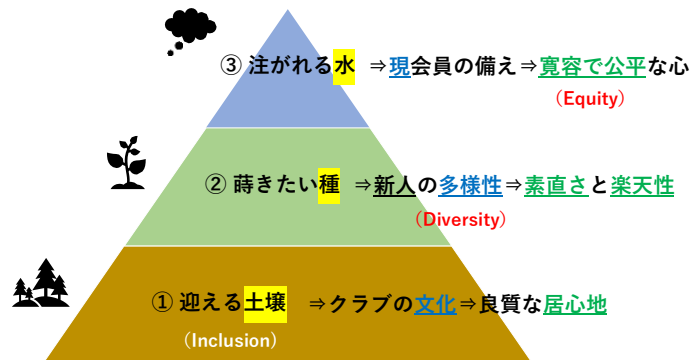 ③ 注がれる水 ⇒現会員の備え⇒寛容で公平な心
（Equity）
② 蒔きたい種 ⇒新人の多様性⇒素直さと楽天性
（Diversity）
① 迎える土壌 ⇒クラブの文化⇒良質な居心地
（Inclusion）